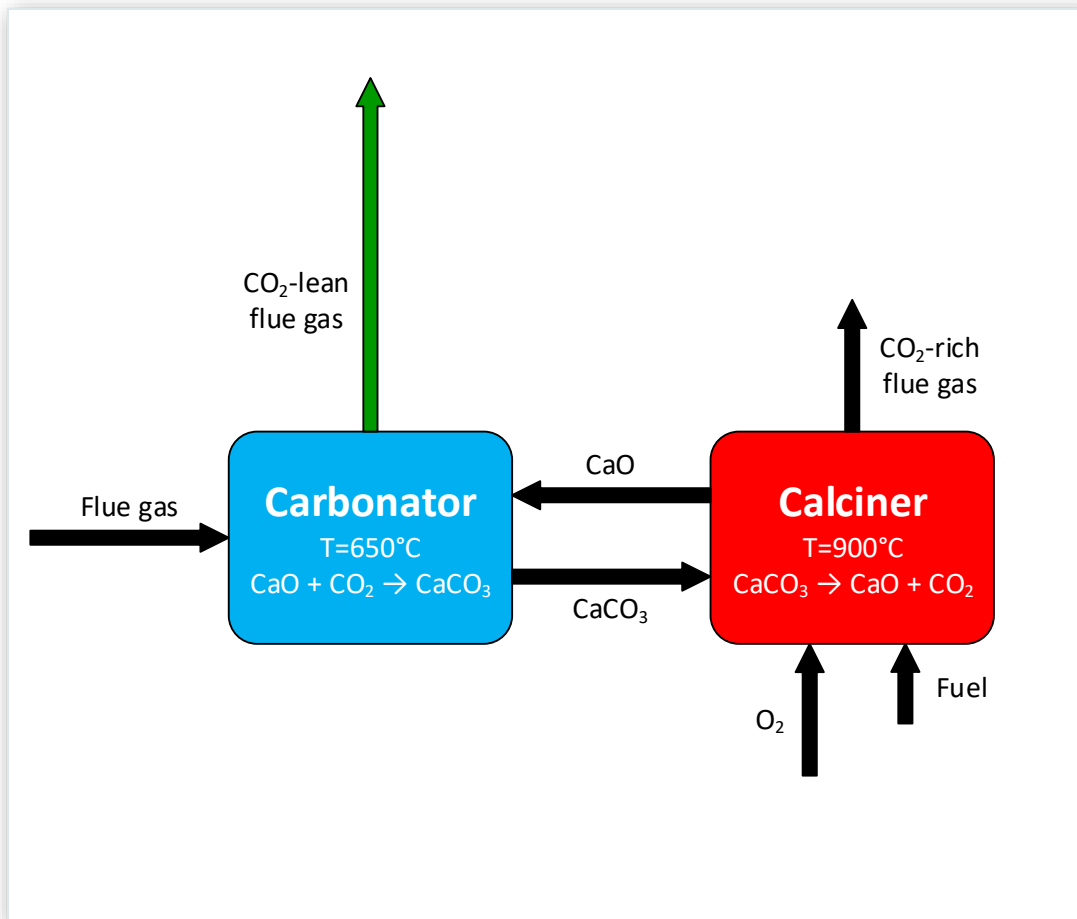 CO₂-lean
flue gas
CO₂-rich
flue gas
Flue gas
CaO
Carbonator
T=650°C
CaO + CO₂ → CaCO₃
CaCO₃
Calciner
T=900°C
CaCO₃ → CaO + CO₂
O₂
Fuel